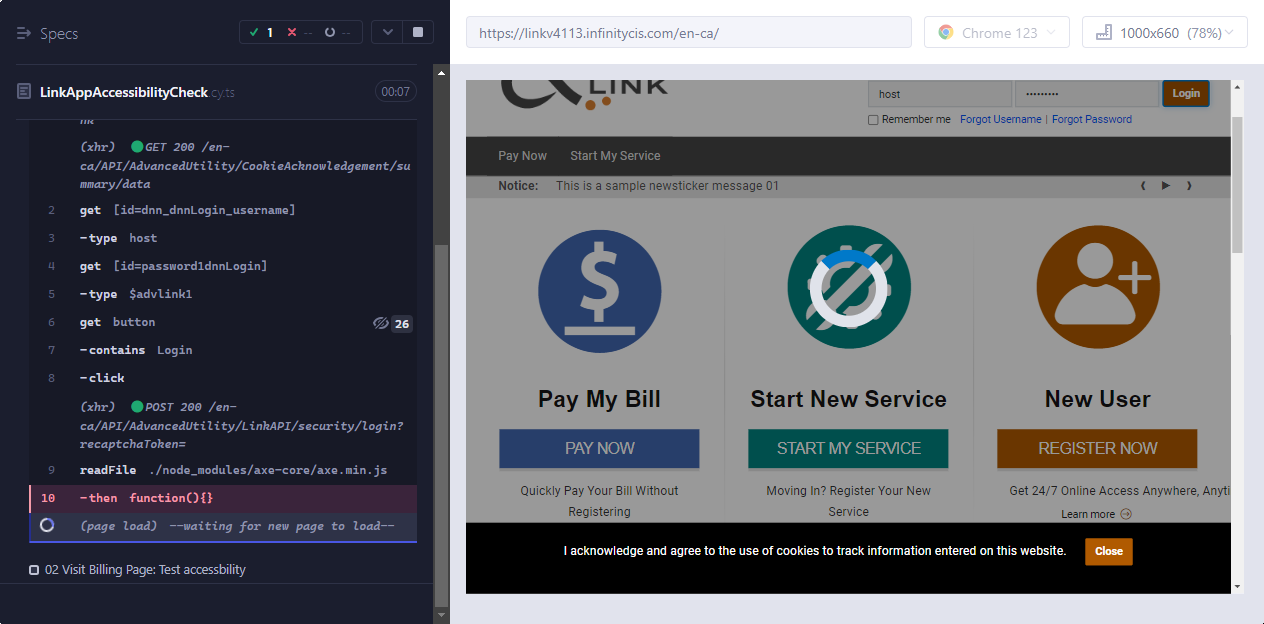 Specs
1
--
--
https://linkv4113.infinitycis.com/en-ca/
Chrome 123
1000x660 (78%)
LinkAppAccessibilityCheck.cy.ts
00:07
(xhr) GET 200 /en-
ca/API/AdvancedUtility/CookieAcknowledgement/su
mmary/data
2 get [id=dnn_dnnLogin_username]
3 -type host
4 get [id=password1dnnLogin]
5 -type $advlink1
6 get button 26
7 -contains Login
8 -click
(xhr) POST 200 /en-
ca/API/AdvancedUtility/LinkAPI/security/login?
recaptchaToken=
9 readFile ./node_modules/axe-core/axe.min.js
10 -then function(){}
(page load) --waiting for new page to load--
02 Visit Billing Page: Test accessbility
LINK
host
Login
Remember me Forgot Username | Forgot Password
Pay Now Start My Service
Notice: This is a sample newsticker message 01
$
Pay My Bill
PAY NOW
Quickly Pay Your Bill Without
Registering
Start New Service
START MY SERVICE
Moving In? Register Your New
Service
New User
REGISTER NOW
Get 24/7 Online Access Anywhere, Anyti
Learn more
I acknowledge and agree to the use of cookies to track information entered on this website.
Close